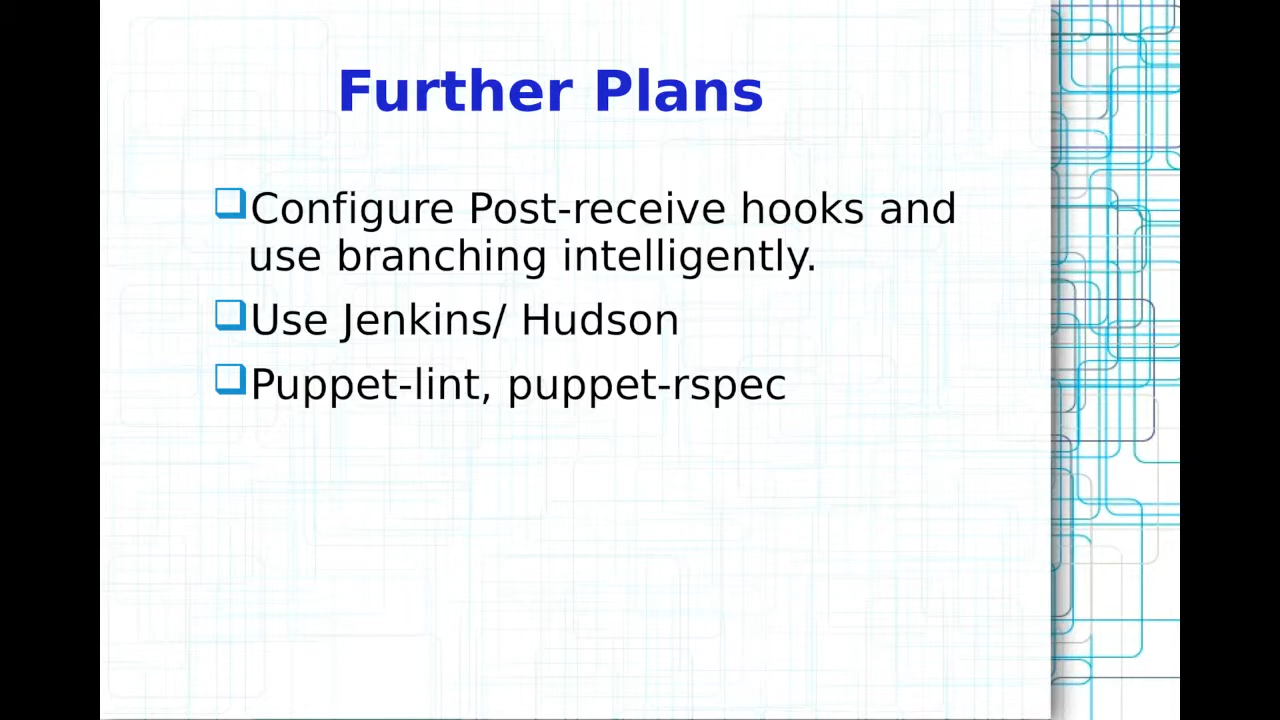 Further Plans
Configure Post-receive hooks and
use branching intelligently.
Use Jenkins/ Hudson
Puppet-lint, puppet-rspec